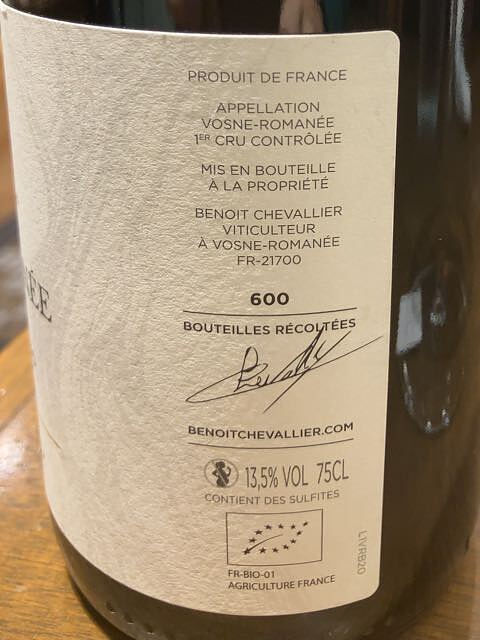 PRODUIT DE FRANCE
APPELLATION
VOSNE-ROMANÉE
1ER CRU CONTRÔLÉE
MIS EN BOUTEILLE
À LA PROPRIÉTÉ
BENOIT CHEVALLIER
VITICULTEUR
À VOSNE-ROMANÉE
FR-21700
600
BOUTEILLES RÉCOLTÉES
BENOITCHEVALLIER.COM
13,5% VOL 75CL
CONTIENT DES SULFITES
FR-BIO-01
AGRICULTURE FRANCE
L1VRB20